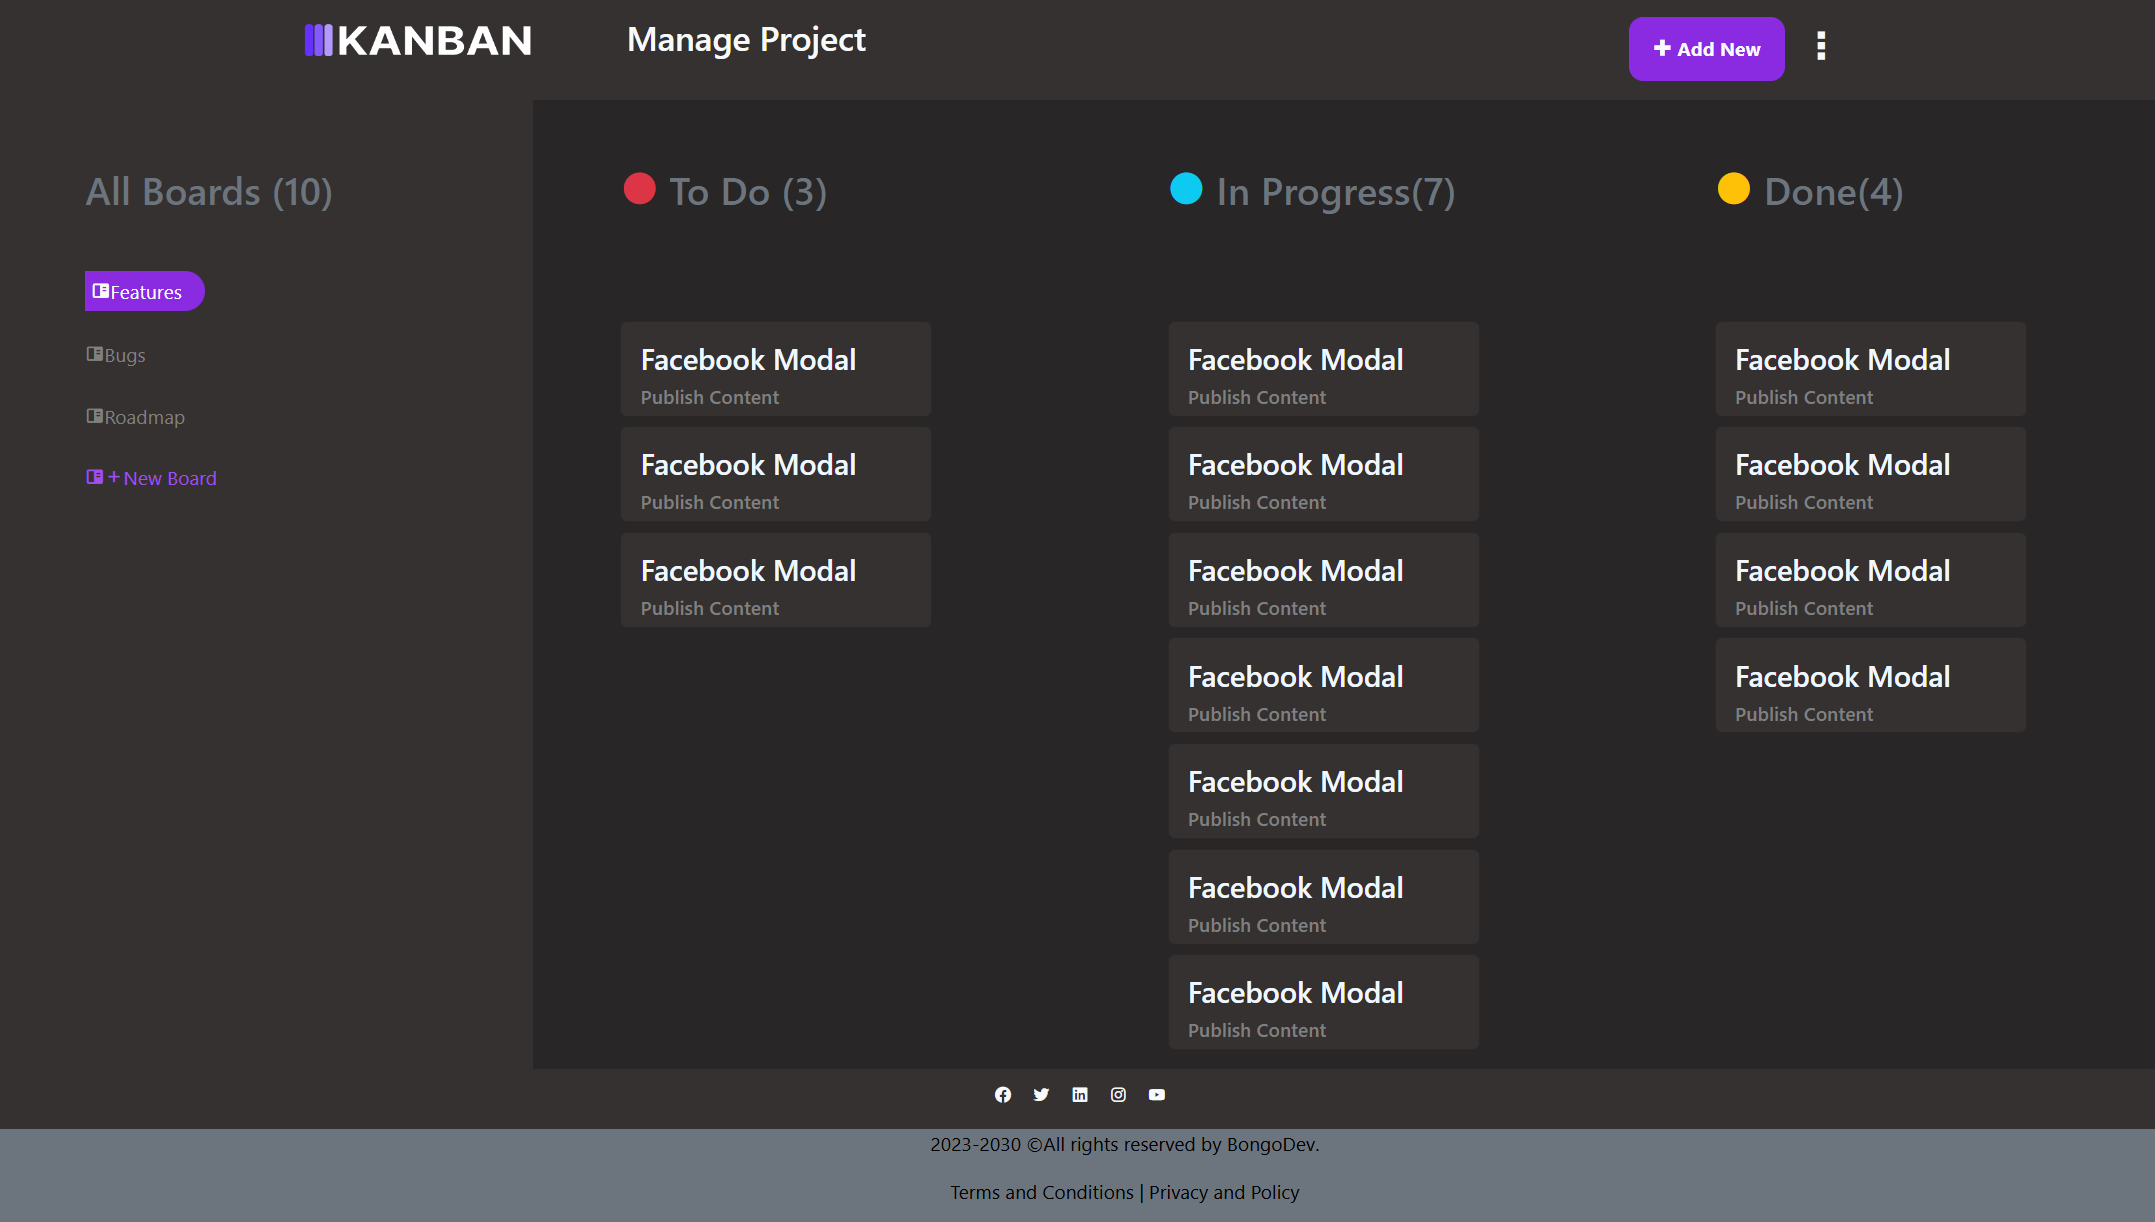 KANBAN
Manage Project
Add New
All Boards (10)
Features
Bugs
Roadmap
+New Board
To Do (3)
Facebook Modal
Publish Content
Facebook Modal
Publish Content
Facebook Modal
Publish Content
In Progress(7)
Facebook Modal
Publish Content
Facebook Modal
Publish Content
Facebook Modal
Publish Content
Facebook Modal
Publish Content
Facebook Modal
Publish Content
Facebook Modal
Publish Content
Facebook Modal
Publish Content
Done(4)
Facebook Modal
Publish Content
Facebook Modal
Publish Content
Facebook Modal
Publish Content
Facebook Modal
Publish Content
2023-2030 ©All rights reserved by BongoDev.
Terms and Conditions | Privacy and Policy